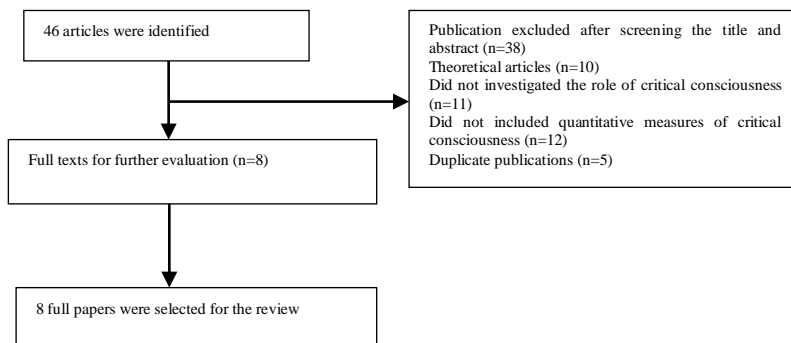 46 articles were identified
Publication excluded after screening the title and
abstract (n=38)
Theoretical articles (n=10)
Did not investigated the role of critical consciousness
(n=11)
Did not included quantitative measures of critical
consciousness (n=12)
Duplicate publications (n=5)
Full texts for further evaluation (n=8)
8 full papers were selected for the review